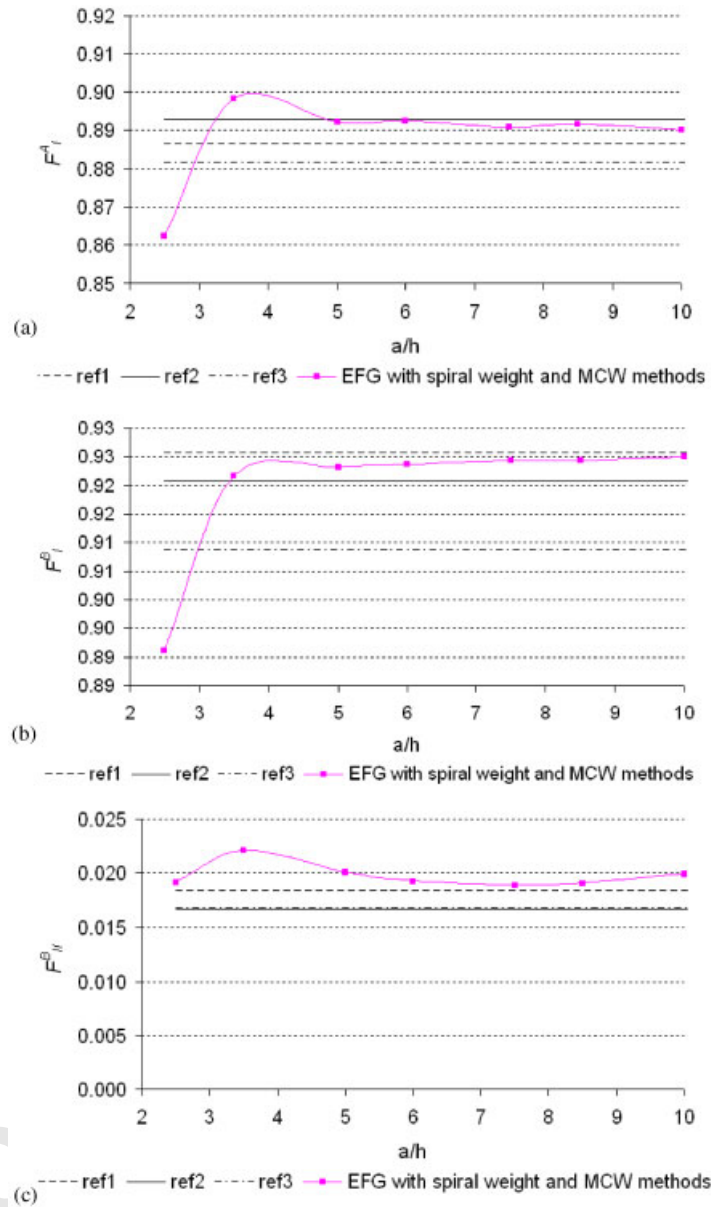 0.92
0.91
0.90
0.89
0.88
0.87
0.86
0.85
F^A_I
2 3 4 5 6 7 8 9 10
a/h
(a)
ref1 ref2 ref3 EFG with spiral weight and MCW methods
0.93
0.93
0.92
0.92
0.91
0.91
0.90
0.90
0.89
0.89
F^B_I
2 3 4 5 6 7 8 9 10
a/h
(b)
ref1 ref2 ref3 EFG with spiral weight and MCW methods
0.025
0.020
0.015
0.010
0.005
0.000
F^B_II
2 3 4 5 6 7 8 9 10
a/h
ref1 ref2 ref3 EFG with spiral weight and MCW methods
(c)